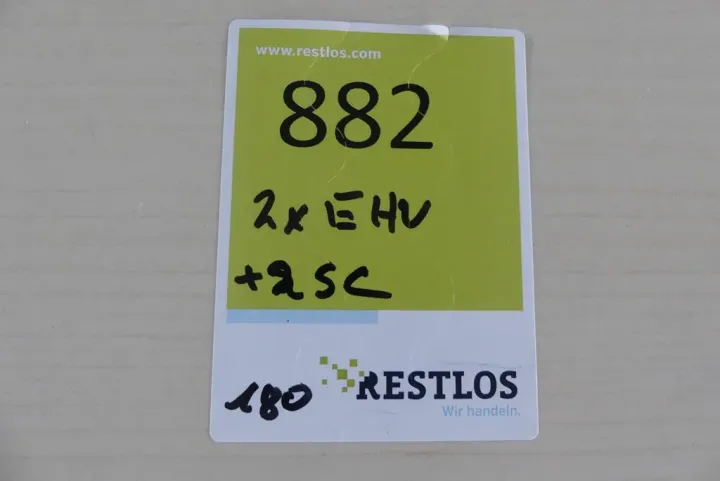 www.restlos.com
882
2x EHV
+2SC
180
RESTLOS
Wir handeln.